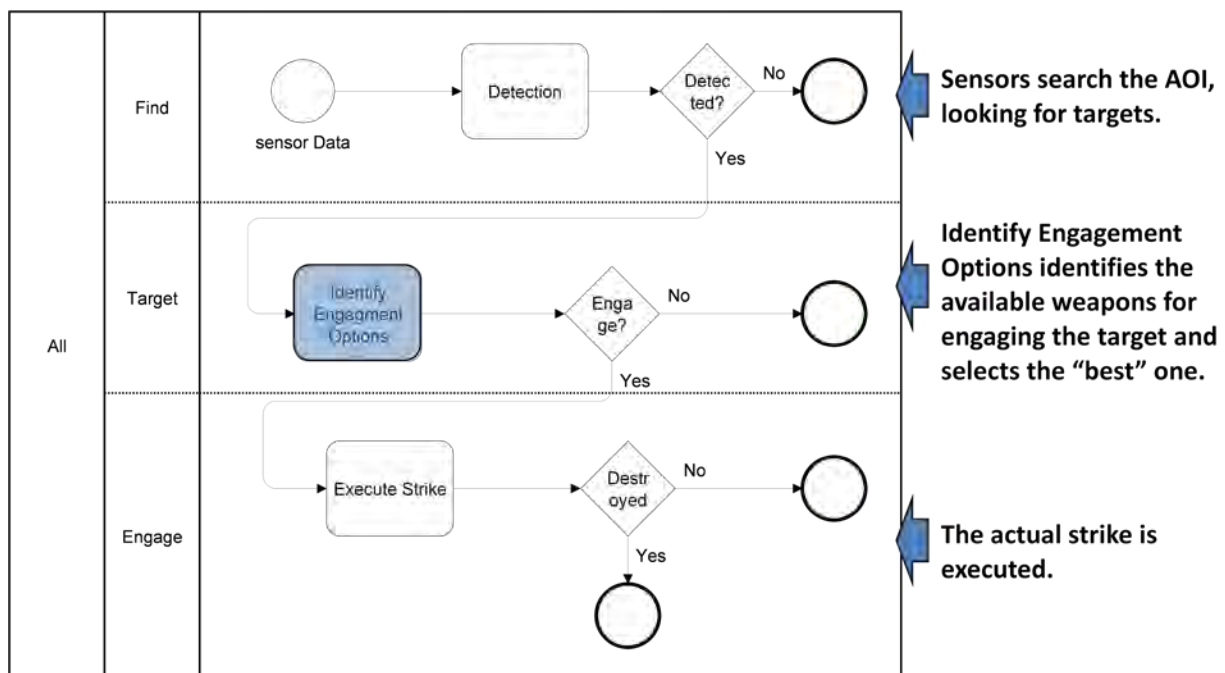 All
Find
sensor Data
Detection
Detec
ted?
No
Yes
Sensors search the AOI,
looking for targets.
Target
Identify
Engagment
Options
Enga
ge?
No
Yes
Identify Engagement
Options identifies the
available weapons for
engaging the target and
selects the “best” one.
Engage
Execute Strike
Destr
oyed
No
Yes
The actual strike is
executed.